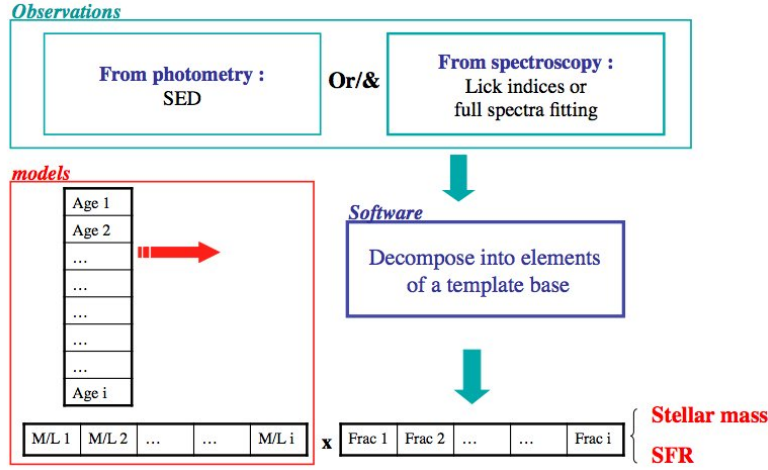 Observations
From photometry :
SED
Or/&
From spectroscopy :
Lick indices or
full spectra fitting
models
Age 1
Age 2
...
...
...
...
...
Age i
Software
Decompose into elements
of a template base
M/L 1 M/L 2 ... ... M/L i x Frac 1 Frac 2 ... ... Frac i
Stellar mass
SFR